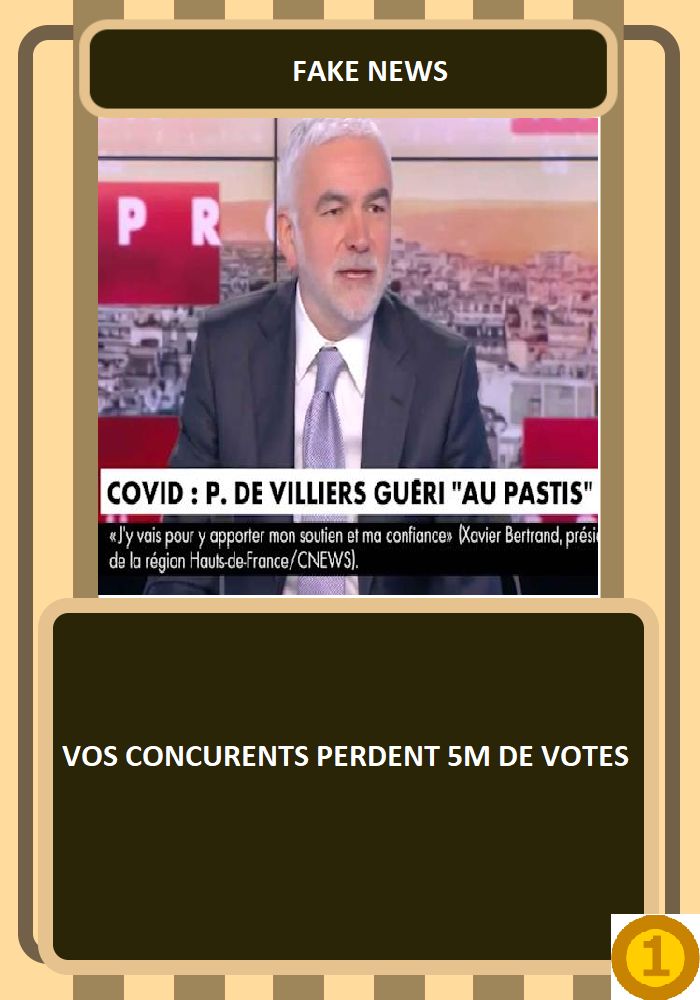 FAKE NEWS
PR
COVID : P. DE VILLIERS GUÉRI "AU PASTIS"
«J'y vais pour y apporter mon soutien et ma confiance» (Xavier Bertrand, prési
de la région Hauts-de-France/CNEWS).
VOS CONCURENTS PERDENT 5M DE VOTES
1